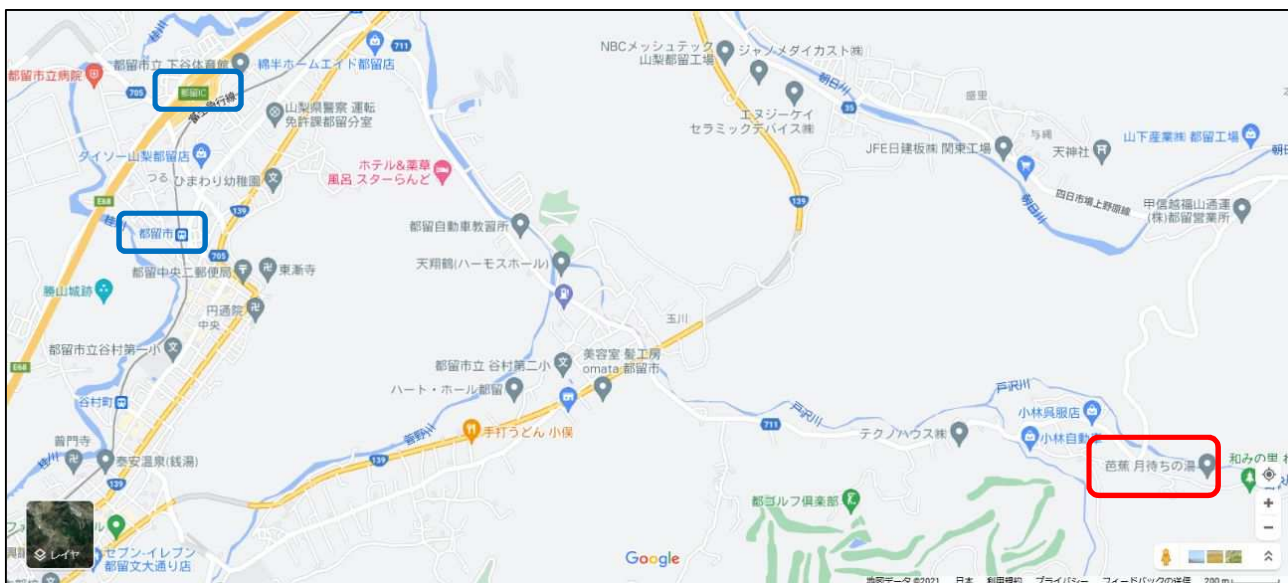 都留市立病院
都留市立 下谷体育館
綿半ホームエイド都留店
711
NBCメッシュテック
山梨都留工場
ジャノメダイカスト㈱
朝日川
705
都留IC
富士急行線
山梨県警察 運転
免許課都留分室
エヌジーケイ
セラミックデバイス㈱
35
盛里
与縄
JFE日建板㈱ 関東工場
天神社
山下産業㈱ 都留工場
ダイソー山梨都留店
つる
ひまわり幼稚園
ホテル&薬草
風呂 スターらんど
E68
139
139
朝日川
四日市場上野原線
甲信越福山通運
(株)都留営業所
桂川
都留市
705
都留自動車教習所
都留中央二郵便局
東漸寺
天翔鶴(ハーモスホール)
勝山城跡
円通院
中央
玉川
都留市立谷村第一小
E68
都留市立 谷村第二小
美容室 髪工房
omata 都留市
谷村町
ハート・ホール都留
戸沢川
戸沢川
小林呉服店
菅野川
手打うどん 小俣
711
テクノハウス㈱
小林自動車
普門寺
桂川
泰安温泉(銭湯)
139
芭蕉 月待ちの湯
和みの里
139
都ゴルフ倶楽部
レイヤ
セブン-イレブン
都留文大通り店
Google
地図データ ©2021 日本 利用規約 プライバシー フィードバックの送信 200 m